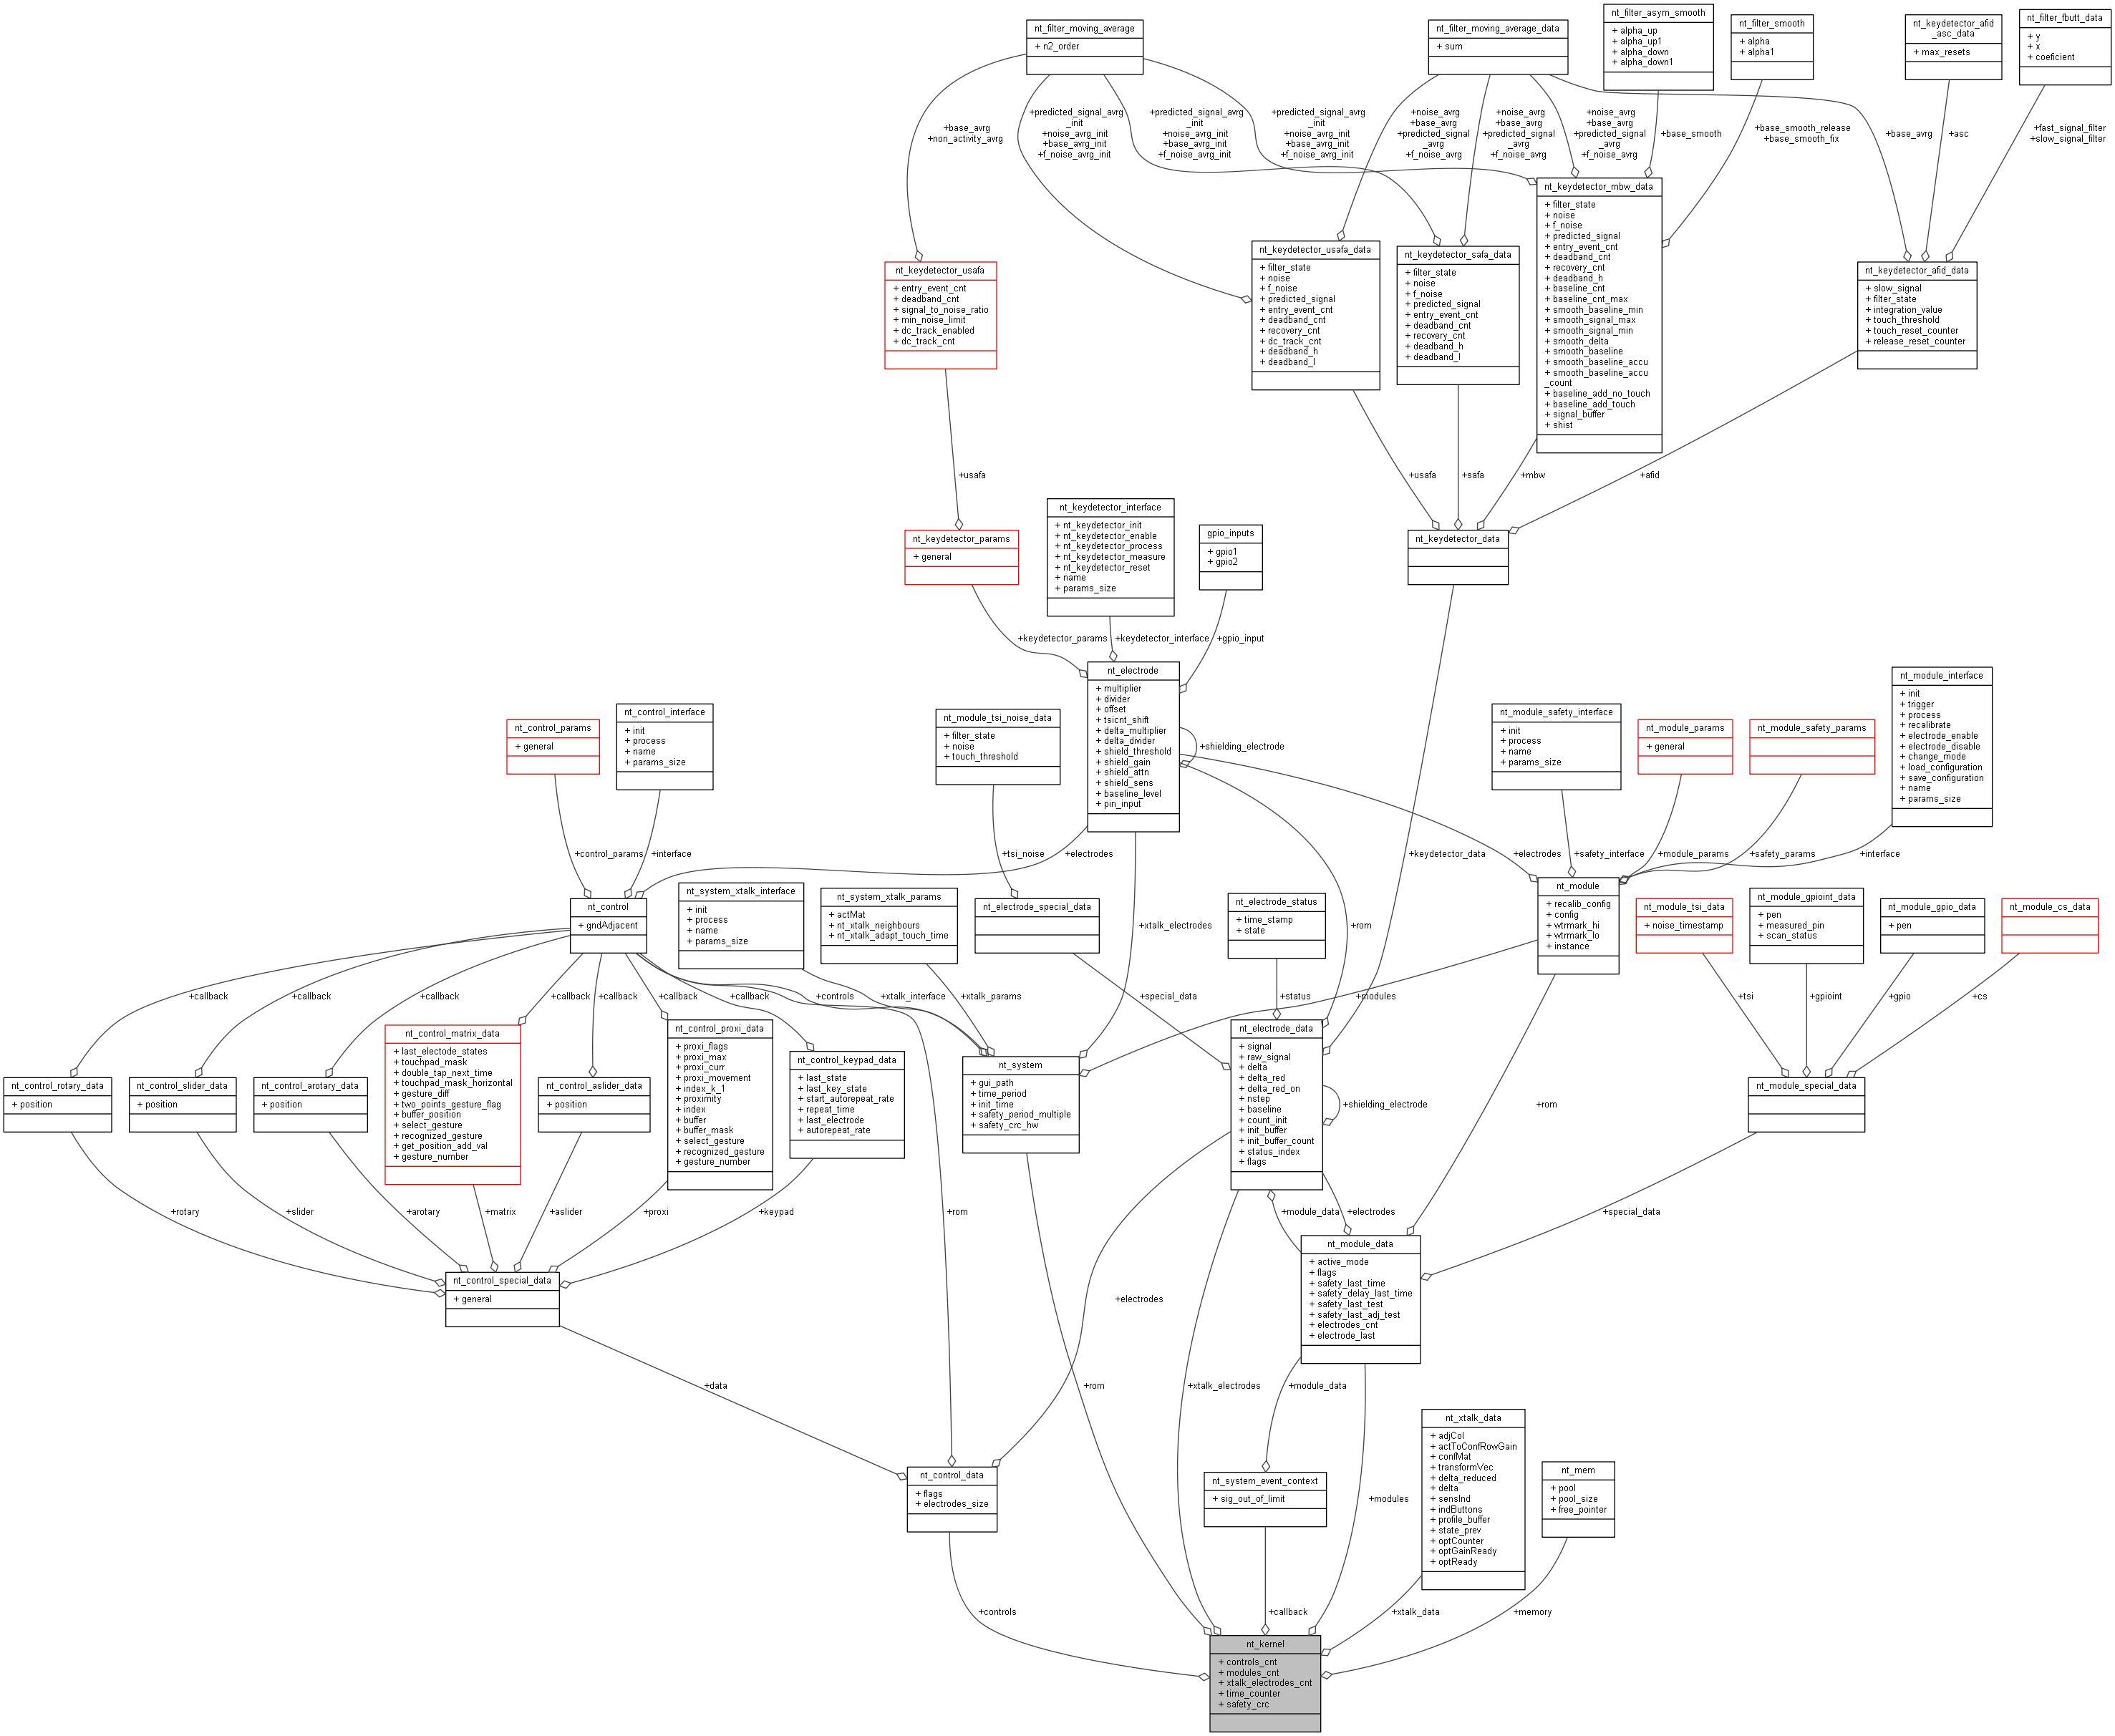 nt_filter_moving_average
+ n2_order
nt_filter_moving_average_data
+ sum
nt_filter_asym_smooth
+ alpha_up
+ alpha_up1
+ alpha_down
+ alpha_down1
nt_filter_smooth
+ alpha
+ alpha1
nt_keydetector_afid
_asc_data
+ max_resets
nt_filter_fbutt_data
+ y
+ x
+ coeficient
+base_avrg
+non_activity_avrg
+predicted_signal_avrg
_init
+noise_avrg_init
+base_avrg_init
+f_noise_avrg_init
+predicted_signal_avrg
_init
+noise_avrg_init
+base_avrg_init
+f_noise_avrg_init
+predicted_signal_avrg
_init
+noise_avrg_init
+base_avrg_init
+f_noise_avrg_init
+noise_avrg
+base_avrg
+predicted_signal
_avrg
+f_noise_avrg
+noise_avrg
+base_avrg
+predicted_signal
_avrg
+f_noise_avrg
+noise_avrg
+base_avrg
+predicted_signal
_avrg
+f_noise_avrg
+base_smooth
+base_smooth_release
+base_smooth_fix
+base_avrg
+asc
+fast_signal_filter
+slow_signal_filter
nt_keydetector_usafa
+ entry_event_cnt
+ deadband_cnt
+ signal_to_noise_ratio
+ min_noise_limit
+ dc_track_enabled
+ dc_track_cnt
nt_keydetector_usafa_data
+ filter_state
+ noise
+ f_noise
+ predicted_signal
+ entry_event_cnt
+ deadband_cnt
+ recovery_cnt
+ dc_track_cnt
+ deadband_h
+ deadband_l
nt_keydetector_safa_data
+ filter_state
+ noise
+ f_noise
+ predicted_signal
+ entry_event_cnt
+ deadband_cnt
+ recovery_cnt
+ deadband_h
+ deadband_l
nt_keydetector_mbw_data
+ filter_state
+ noise
+ f_noise
+ predicted_signal
+ entry_event_cnt
+ deadband_cnt
+ recovery_cnt
+ deadband_h
+ baseline_cnt
+ baseline_cnt_max
+ smooth_baseline_min
+ smooth_signal_max
+ smooth_signal_min
+ smooth_delta
+ smooth_baseline
+ smooth_baseline_accu
+ smooth_baseline_accu
_count
+ baseline_add_no_touch
+ baseline_add_touch
+ signal_buffer
+ shist
nt_keydetector_afid_data
+ slow_signal
+ filter_state
+ integration_value
+ touch_threshold
+ touch_reset_counter
+ release_reset_counter
+usafa
+usafa
+safa
+mbw
+afid
nt_keydetector_params
+ general
nt_keydetector_interface
+ nt_keydetector_init
+ nt_keydetector_enable
+ nt_keydetector_process
+ nt_keydetector_measure
+ nt_keydetector_reset
+ name
+ params_size
gpio_inputs
+ gpio1
+ gpio2
nt_keydetector_data
+keydetector_params
+keydetector_interface
+gpio_input
nt_control_params
+ general
nt_control_interface
+ init
+ process
+ name
+ params_size
nt_module_tsi_noise_data
+ filter_state
+ noise
+ touch_threshold
nt_electrode
+ multiplier
+ divider
+ offset
+ tsicnt_shift
+ delta_multiplier
+ delta_divider
+ shield_threshold
+ shield_gain
+ shield_attn
+ shield_sens
+ baseline_level
+ pin_input
+shielding_electrode
nt_module_safety_interface
+ init
+ process
+ name
+ params_size
nt_module_params
+ general
nt_module_safety_params
nt_module_interface
+ init
+ trigger
+ process
+ recalibrate
+ electrode_enable
+ electrode_disable
+ change_mode
+ load_configuration
+ save_configuration
+ name
+ params_size
+control_params
+interface
+tsi_noise
+electrodes
+keydetector_data
+electrodes
+safety_interface
+module_params
+safety_params
+interface
nt_control
+ gndAdjacent
nt_system_xtalk_interface
+ init
+ process
+ name
+ params_size
nt_system_xtalk_params
+ actMat
+ nt_xtalk_neighbours
+ nt_xtalk_adapt_touch_time
nt_electrode_special_data
+xtalk_electrodes
nt_electrode_status
+ time_stamp
+ state
+rom
nt_module
+ recalib_config
+ config
+ wtrmark_hi
+ wtrmark_lo
+ instance
nt_module_tsi_data
+ noise_timestamp
nt_module_gpioint_data
+ pen
+ measured_pin
+ scan_status
nt_module_gpio_data
+ pen
nt_module_cs_data
+callback
+callback
+callback
+callback
+callback
+callback
+callback
+controls
+xtalk_interface
+xtalk_params
+special_data
+status
+modules
+tsi
+gpioint
+gpio
+cs
nt_control_rotary_data
+ position
nt_control_slider_data
+ position
nt_control_arotary_data
+ position
nt_control_matrix_data
+ last_electode_states
+ touchpad_mask
+ double_tap_next_time
+ touchpad_mask_horizontal
+ gesture_diff
+ two_points_gesture_flag
+ buffer_position
+ select_gesture
+ recognized_gesture
+ get_position_add_val
+ gesture_number
nt_control_aslider_data
+ position
nt_control_proxi_data
+ proxi_flags
+ proxi_max
+ proxi_curr
+ proxi_movement
+ index_k_1
+ proximity
+ index
+ buffer
+ buffer_mask
+ select_gesture
+ recognized_gesture
+ gesture_number
nt_control_keypad_data
+ last_state
+ last_key_state
+ start_autorepeat_rate
+ repeat_time
+ last_electrode
+ autorepeat_rate
nt_system
+ gui_path
+ time_period
+ init_time
+ safety_period_multiple
+ safety_crc_hw
nt_electrode_data
+ signal
+ raw_signal
+ delta
+ delta_red
+ delta_red_on
+ nstep
+ baseline
+ count_init
+ init_buffer
+ init_buffer_count
+ status_index
+ flags
+shielding_electrode
+rom
nt_module_special_data
+rotary
+slider
+arotary
+matrix
+aslider
+proxi
+keypad
+rom
+module_data
+electrodes
+special_data
nt_control_special_data
+ general
nt_module_data
+ active_mode
+ flags
+ safety_last_time
+ safety_delay_last_time
+ safety_last_test
+ safety_last_adj_test
+ electrodes_cnt
+ electrode_last
+electrodes
+data
+rom
+xtalk_electrodes
+module_data
nt_control_data
+ flags
+ electrodes_size
nt_system_event_context
+ sig_out_of_limit
+modules
nt_xtalk_data
+ adjCol
+ actToConfRowGain
+ confMat
+ transformVec
+ delta_reduced
+ delta
+ sensInd
+ indButtons
+ profile_buffer
+ state_prev
+ optCounter
+ optGainReady
+ optReady
nt_mem
+ pool
+ pool_size
+ free_pointer
+controls
+callback
+xtalk_data
+memory
nt_kernel
+ controls_cnt
+ modules_cnt
+ xtalk_electrodes_cnt
+ time_counter
+ safety_crc